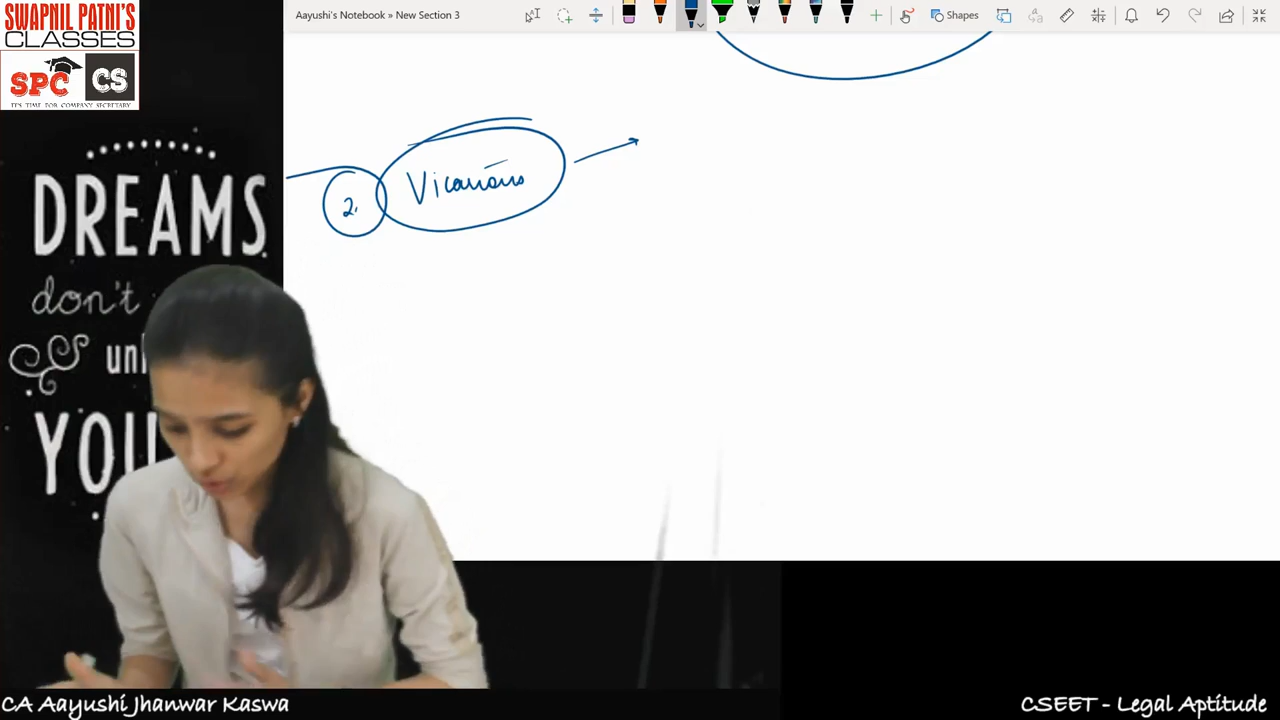 SWAPNIL PATNI'S
CLASSES
SPC CS
IT'S TIME FOR COMPANY SECRETARY
Aayushi's Notebook » New Section 3
Shapes
2. Vicarious
DREAMS
don't
YOU
CA Aayushi Jhanwar Kaswa
CSEET - Legal Aptitude